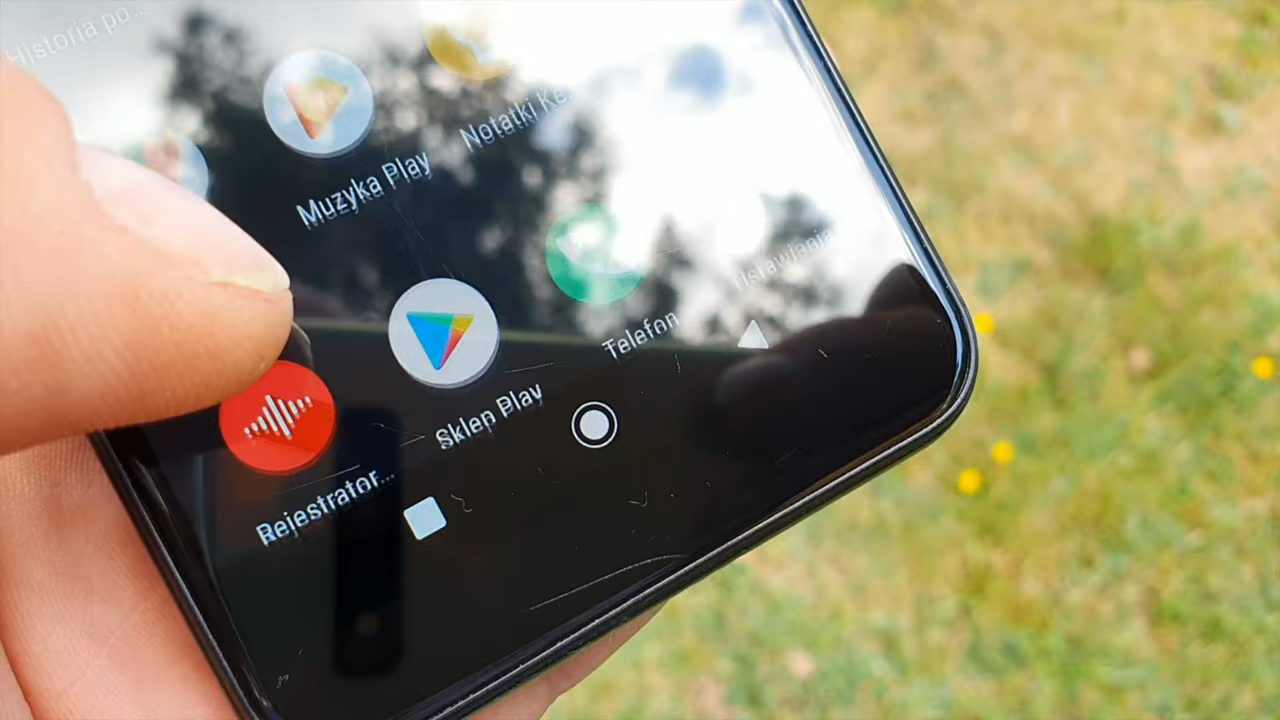 Historia po...
Muzyka Play
Notatki Ke
Rejestrator...
Sklep Play
Telefon
Ustawienia